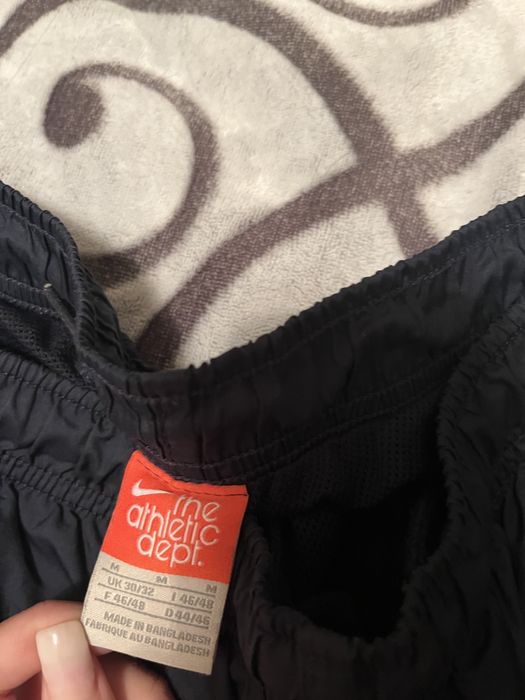 the
athletic
dept.
M M M
UK 30/32 I 46/48
F 46/48 D 44/46
MADE IN BANGLADESH
FABRIQUE AU BANGLADESH